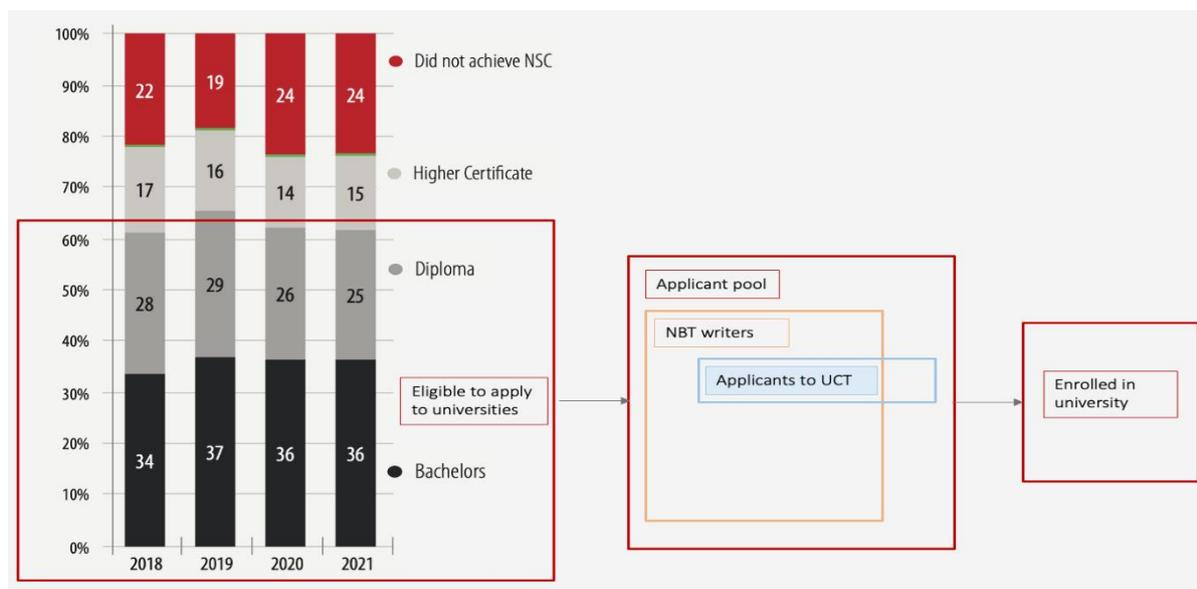 100%
90%
80%
70%
60%
50%
40%
30%
20%
10%
0%
22
19
24
24
17
16
14
15
28
29
26
25
34
37
36
36
2018
2019
2020
2021
Did not achieve NSC
Higher Certificate
Diploma
Bachelors
Eligible to apply
to universities
Applicant pool
NBT writers
Applicants to UCT
Enrolled in
university